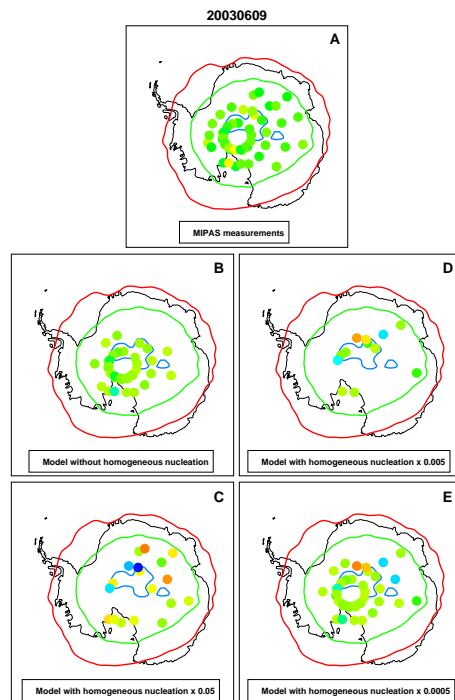 20030609
A
MIPAS measurements
B
Model without homogeneous nucleation
D
Model with homogeneous nucleation x 0.005
C
Model with homogeneous nucleation x 0.05
E
Model with homogeneous nucleation x 0.0005